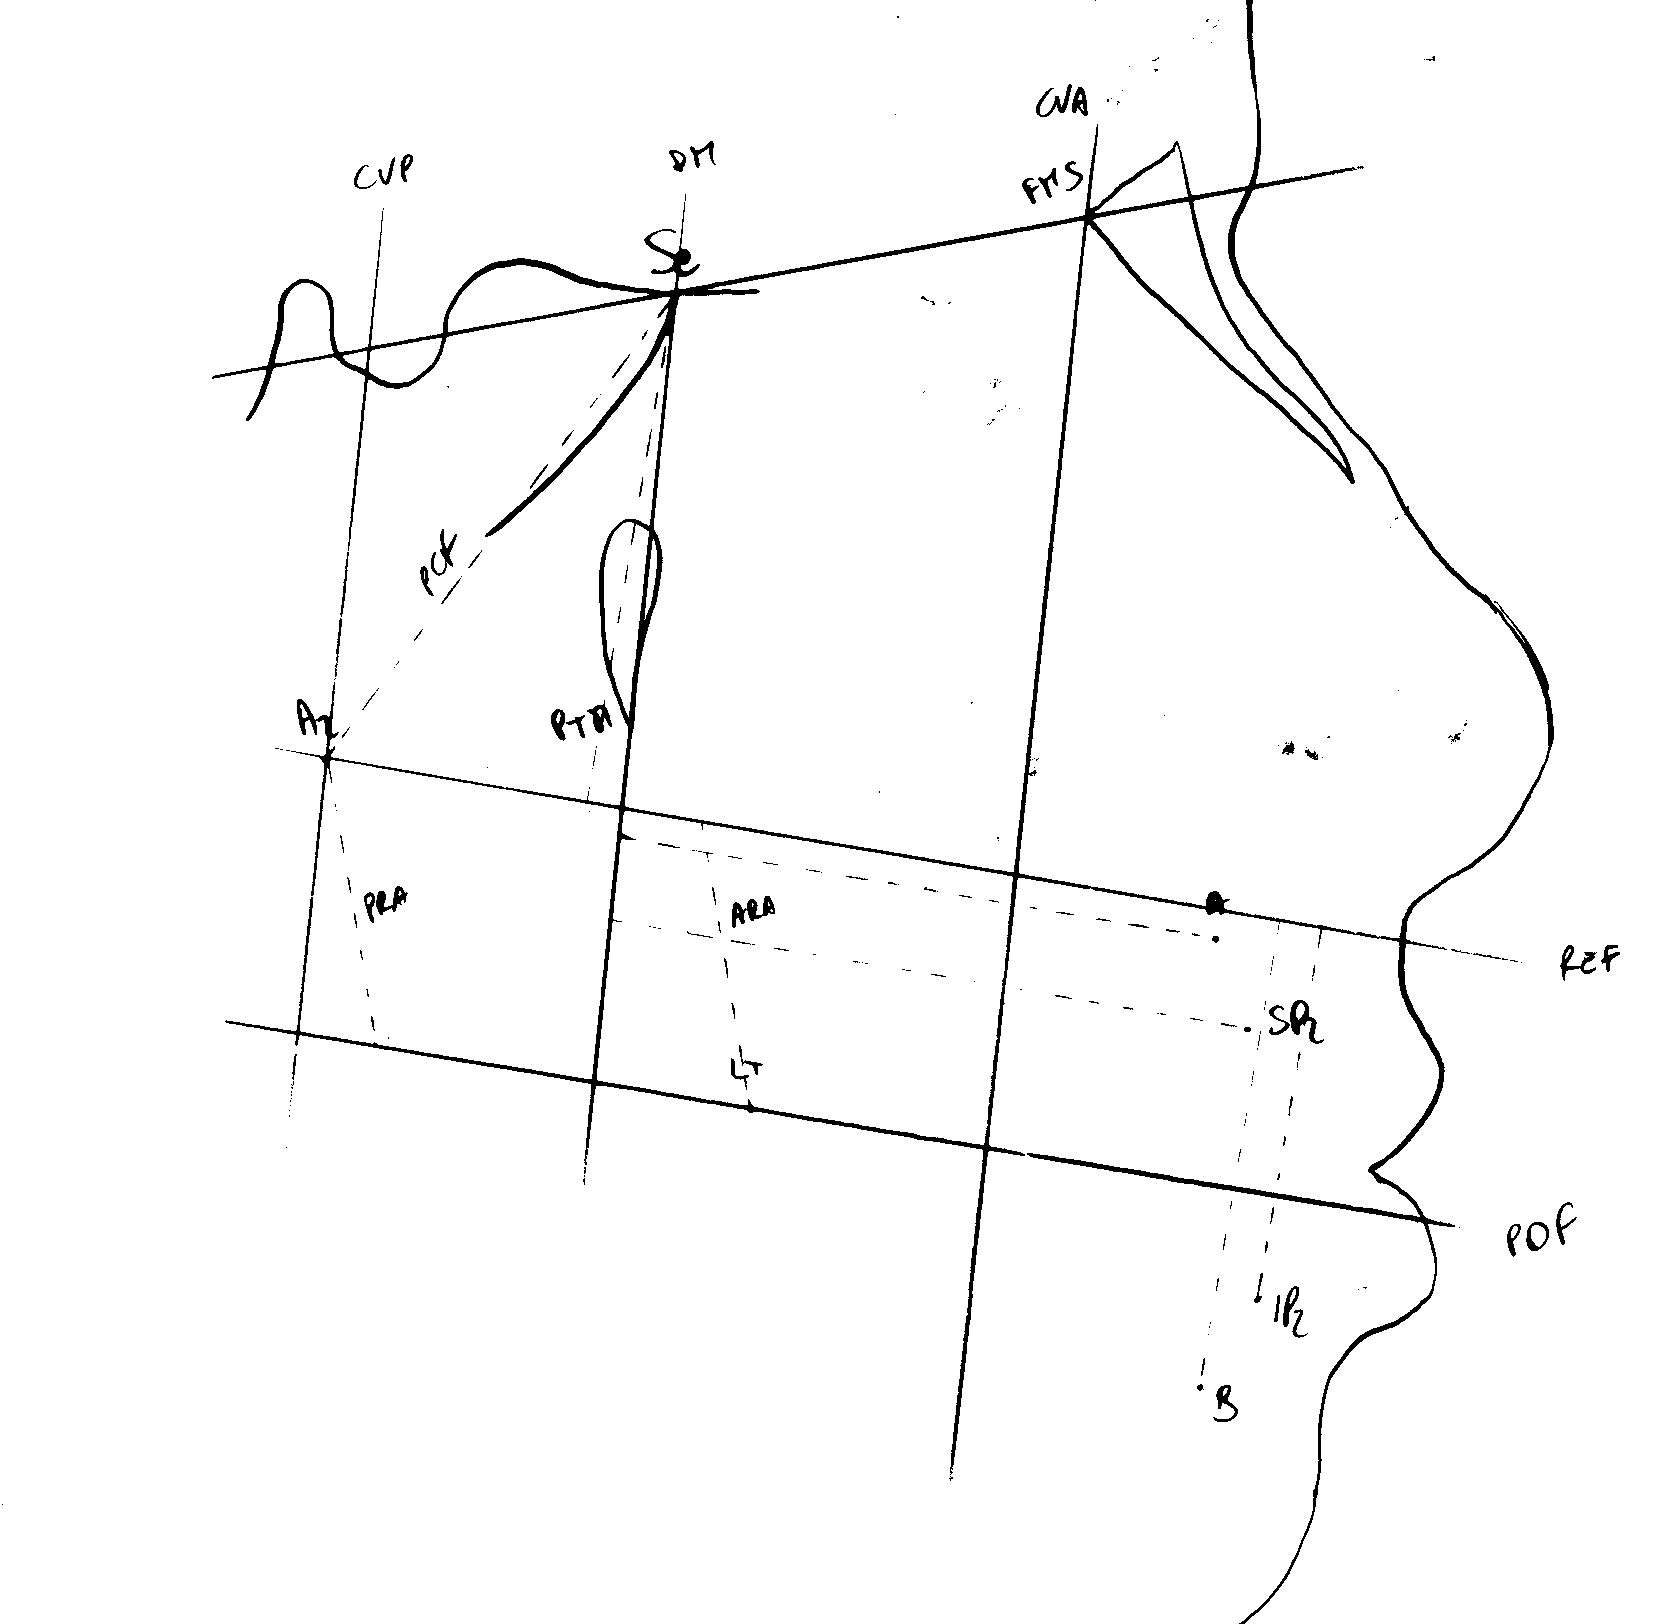 CVA
DM
CVP
FMS
Se
PCF
Ar
PTM
PRA
ARA
A
REF
SPr
LT
POF
IPr
B